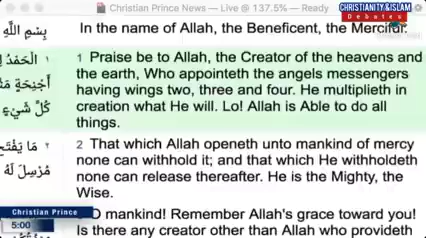 Christian Prince News — Live @ 137.5% — Ready
CHRISTIANITY & ISLAM
Debates
بِسْمِ اللَّهِ
In the name of Allah, the Beneficent, the Merciful.
١ الْحَمْدُ
1 Praise be to Allah, the Creator of the heavens and
the earth, Who appointeth the angels messengers
أَجْنِحَةٍ
having wings two, three and four. He multiplieth in
creation what He will. Lo! Allah is Able to do all
كُلِّ شَيْءٍ
things.
٢ مَا يَفْتَحِ
2 That which Allah openeth unto mankind of mercy
none can withhold it; and that which He withholdeth
مُرْسِلَ لَهُ
none can release thereafter. He is the Mighty, the
Wise.
Christian Prince
O mankind! Remember Allah's grace toward you!
5:00
Is there any creator other than Allah who provideth